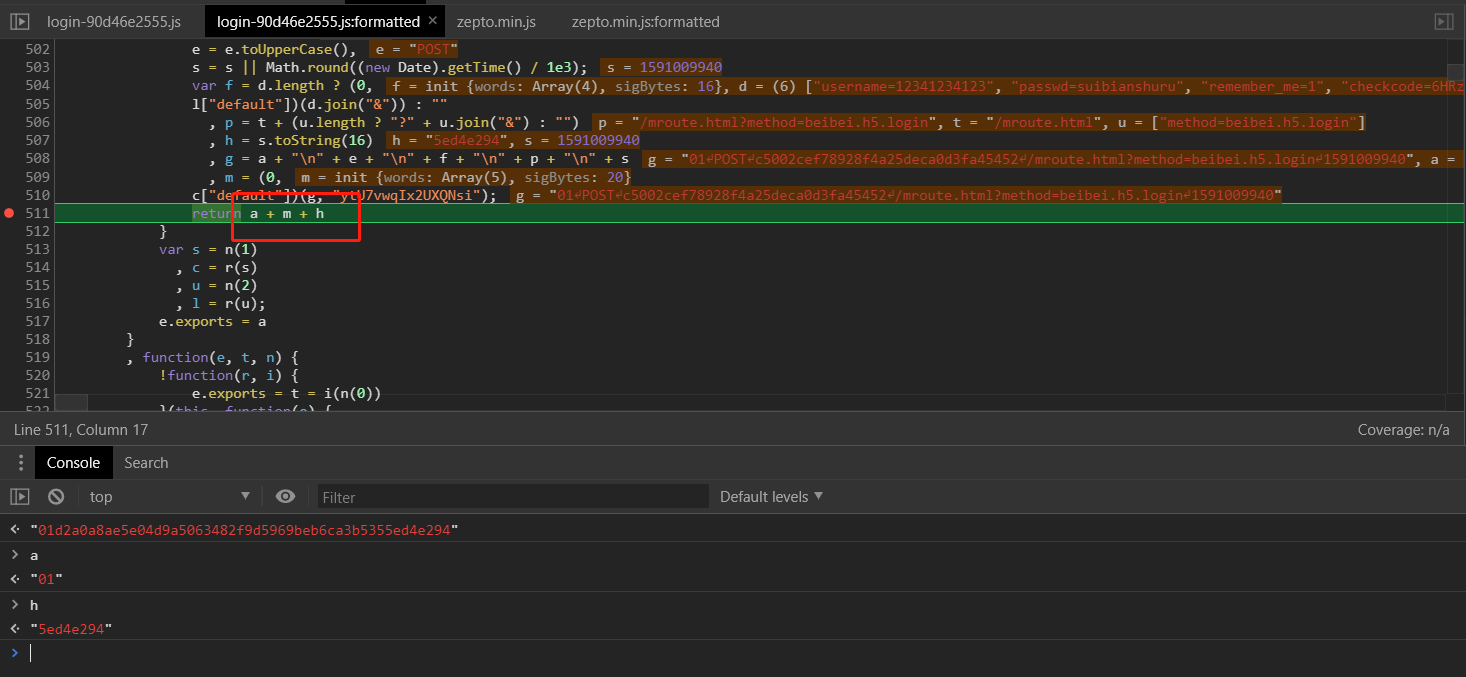 login-90d46e2555.js login-90d46e2555.js:formatted × zepto.min.js zepto.min.js:formatted
502 e = e.toUpperCase(), e = "POST"
503 s = s || Math.round((new Date).getTime() / 1e3); s = 1591009940
504 var f = d.length ? (0, f = init {words: Array(4), sigBytes: 16}, d = (6) ["username=12341234123", "passwd=suibianshuru", "remember_me=1", "checkcode=6HRz
505 l["default"])(d.join("&")) : ""
506 , p = t + (u.length ? "?" + u.join("&") : "") p = "/mroute.html?method=beibei.h5.login", t = "/mroute.html", u = ["method=beibei.h5.login"]
507 , h = s.toString(16) h = "5ed4e294", s = 1591009940
508 , g = a + "\n" + e + "\n" + f + "\n" + p + "\n" + s g = "01↵POST↵c5002cef78928f4a25deca0d3fa45452↵/mroute.html?method=beibei.h5.login↵1591009940", a =
509 , m = (0, m = init {words: Array(5), sigBytes: 20}
510 c["default"])(g, "ytU7vwqIx2UXQNsi"); g = "01↵POST↵c5002cef78928f4a25deca0d3fa45452↵/mroute.html?method=beibei.h5.login↵1591009940"
511 return a + m + h
512 }
513 var s = n(1)
514 , c = r(s)
515 , u = n(2)
516 , l = r(u);
517 e.exports = a
518 }
519 , function(e, t, n) {
520 !function(r, i) {
521 e.exports = t = i(n(0))
522 }(this, function(e) {
Line 511, Column 17 Coverage: n/a
Console Search
top ▼ Filter Default levels ▼
"01d2a0a8ae5e04d9a5063482f9d5969beb6ca3b5355ed4e294"
> a
"01"
> h
"5ed4e294"
>